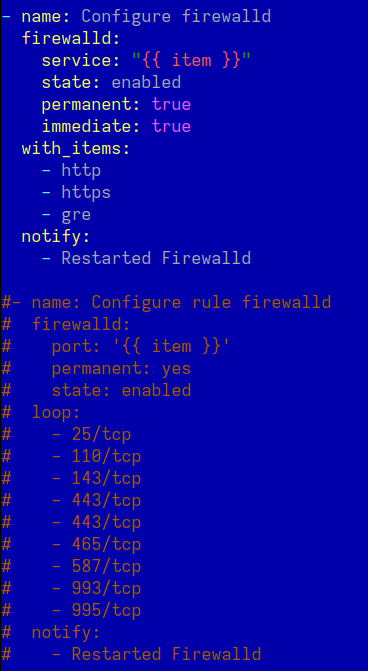 - name: Configure firewalld
  firewalld:
    service: "{{ item }}"
    state: enabled
    permanent: true
    immediate: true
  with_items:
    - http
    - https
    - gre
  notify:
    - Restarted Firewalld

#- name: Configure rule firewalld
#  firewalld:
#    port: '{{ item }}'
#    permanent: yes
#    state: enabled
#  loop:
#    - 25/tcp
#    - 110/tcp
#    - 143/tcp
#    - 443/tcp
#    - 443/tcp
#    - 465/tcp
#    - 587/tcp
#    - 993/tcp
#    - 995/tcp
#  notify:
#    - Restarted Firewalld